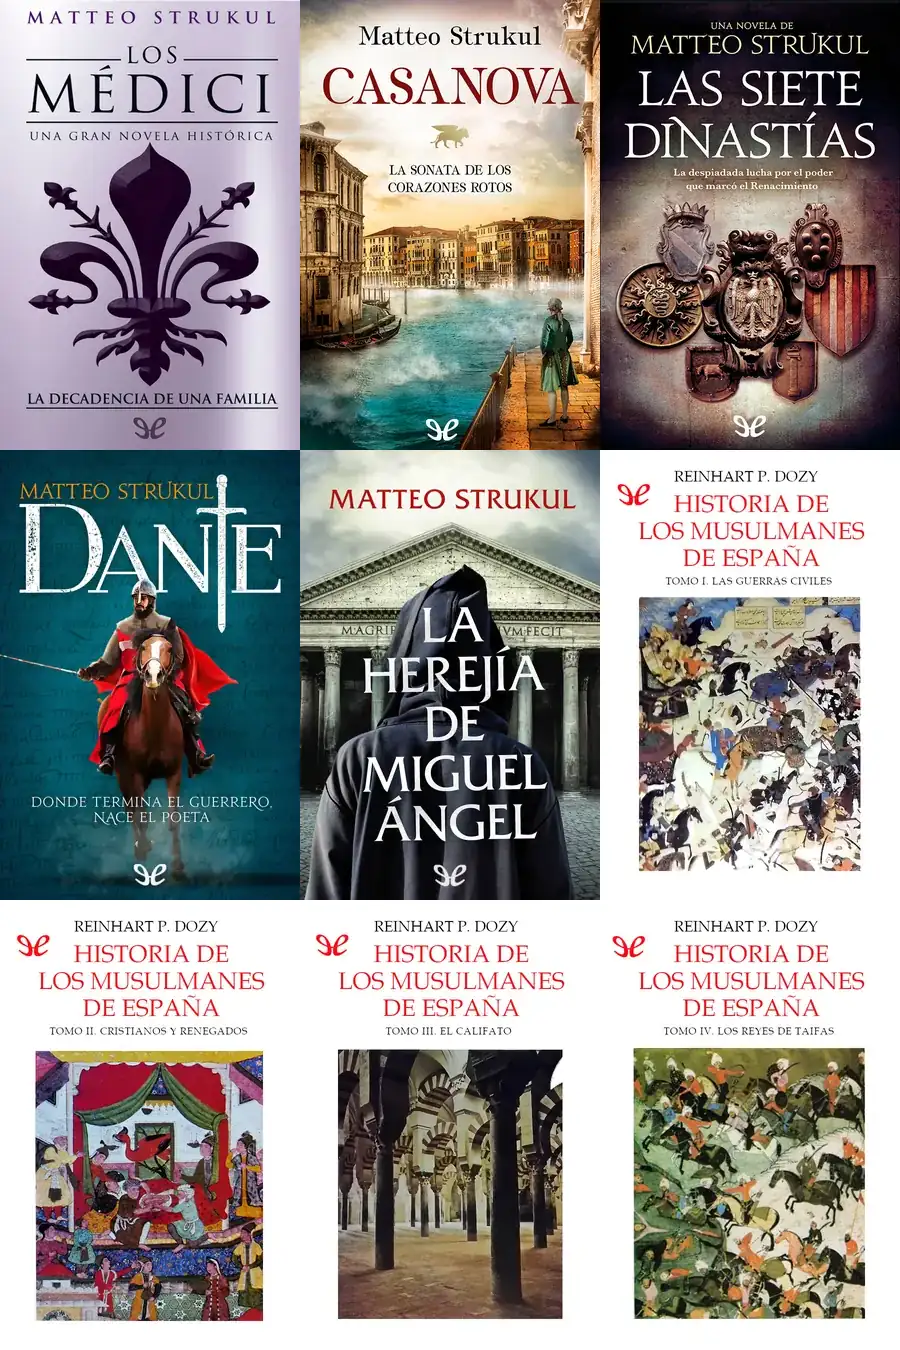 MATTEO STRUKUL
LOS
MÉDICI
UNA GRAN NOVELA HISTÓRICA
LA DECADENCIA DE UNA FAMILIA
Matteo Strukul
CASANOVA
LA SONATA DE LOS
CORAZONES ROTOS
UNA NOVELA DE
MATTEO STRUKUL
LAS SIETE
DINASTÍAS
La despiadada lucha por el poder
que marcó el Renacimiento
MATTEO STRUKUL
DANTE
DONDE TERMINA EL GUERRERO,
NACE EL POETA
MATTEO STRUKUL
LA
HEREJÍA
DE
MIGUEL
ÁNGEL
REINHART P. DOZY
HISTORIA DE
LOS MUSULMANES
DE ESPAÑA
TOMO I. LAS GUERRAS CIVILES
REINHART P. DOZY
HISTORIA DE
LOS MUSULMANES
DE ESPAÑA
TOMO II. CRISTIANOS Y RENEGADOS
REINHART P. DOZY
HISTORIA DE
LOS MUSULMANES
DE ESPAÑA
TOMO III. EL CALIFATO
REINHART P. DOZY
HISTORIA DE
LOS MUSULMANES
DE ESPAÑA
TOMO IV. LOS REYES DE TAIFAS